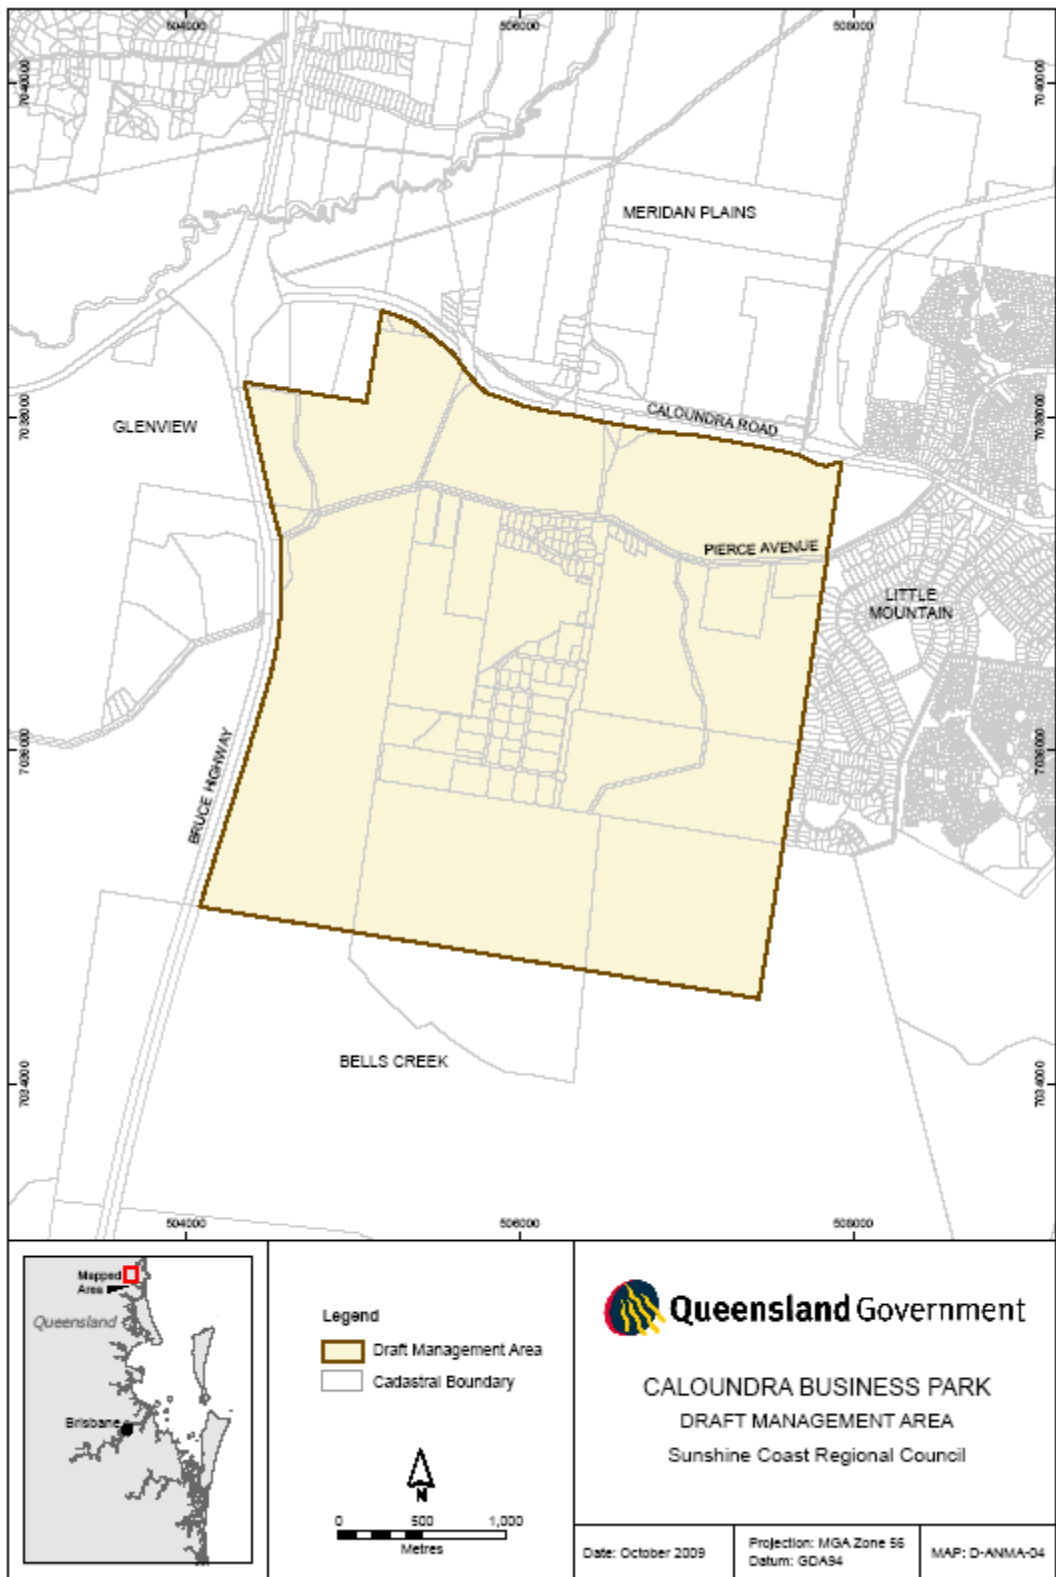 504000
506000
508000
7040000
7040000
MERIDAN PLAINS
7038000
7038000
GLENVIEW
CALOUNDRA ROAD
PIERCE AVENUE
LITTLE
MOUNTAIN
7036000
7036000
BRUCE HIGHWAY
BELLS CREEK
7034000
7034000
504000
506000
508000
Mapped
Area
Queensland
Brisbane
Legend
Draft Management Area
Cadastral Boundary
N
0 500 1,000
Metres
Queensland Government
CALOUNDRA BUSINESS PARK
DRAFT MANAGEMENT AREA
Sunshine Coast Regional Council
Date: October 2009
Projection: MGA Zone 56
Datum: GDA94
MAP: D-ANMA-04